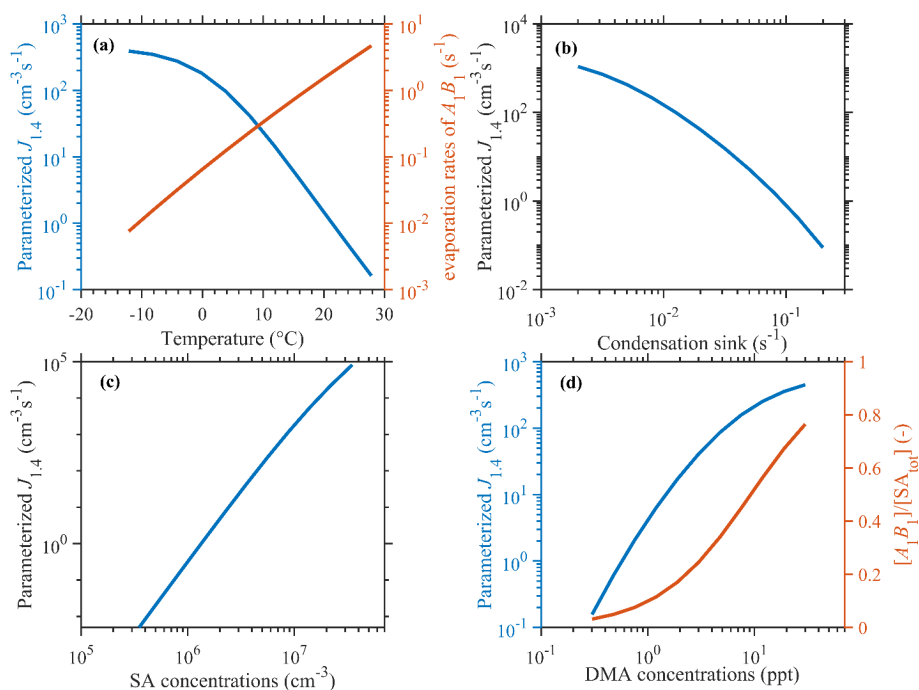 (a)
Parameterized J1.4 (cm-3s-1)
10^3
10^2
10^1
10^0
10^-1
evaporation rates of A1B1 (s-1)
10^1
10^0
10^-1
10^-2
10^-3
-20 -10 0 10 20 30
Temperature (°C)
(b)
Parameterized J1.4 (cm-3s-1)
10^4
10^2
10^0
10^-2
10^-3 10^-2 10^-1
Condensation sink (s-1)
(c)
Parameterized J1.4 (cm-3s-1)
10^5
10^0
10^5 10^6 10^7
SA concentrations (cm-3)
(d)
Parameterized J1.4 (cm-3s-1)
10^3
10^2
10^1
10^0
10^-1
[A1B1]/[SAtot] (-)
1
0.8
0.6
0.4
0.2
0
10^-1 10^0 10^1
DMA concentrations (ppt)